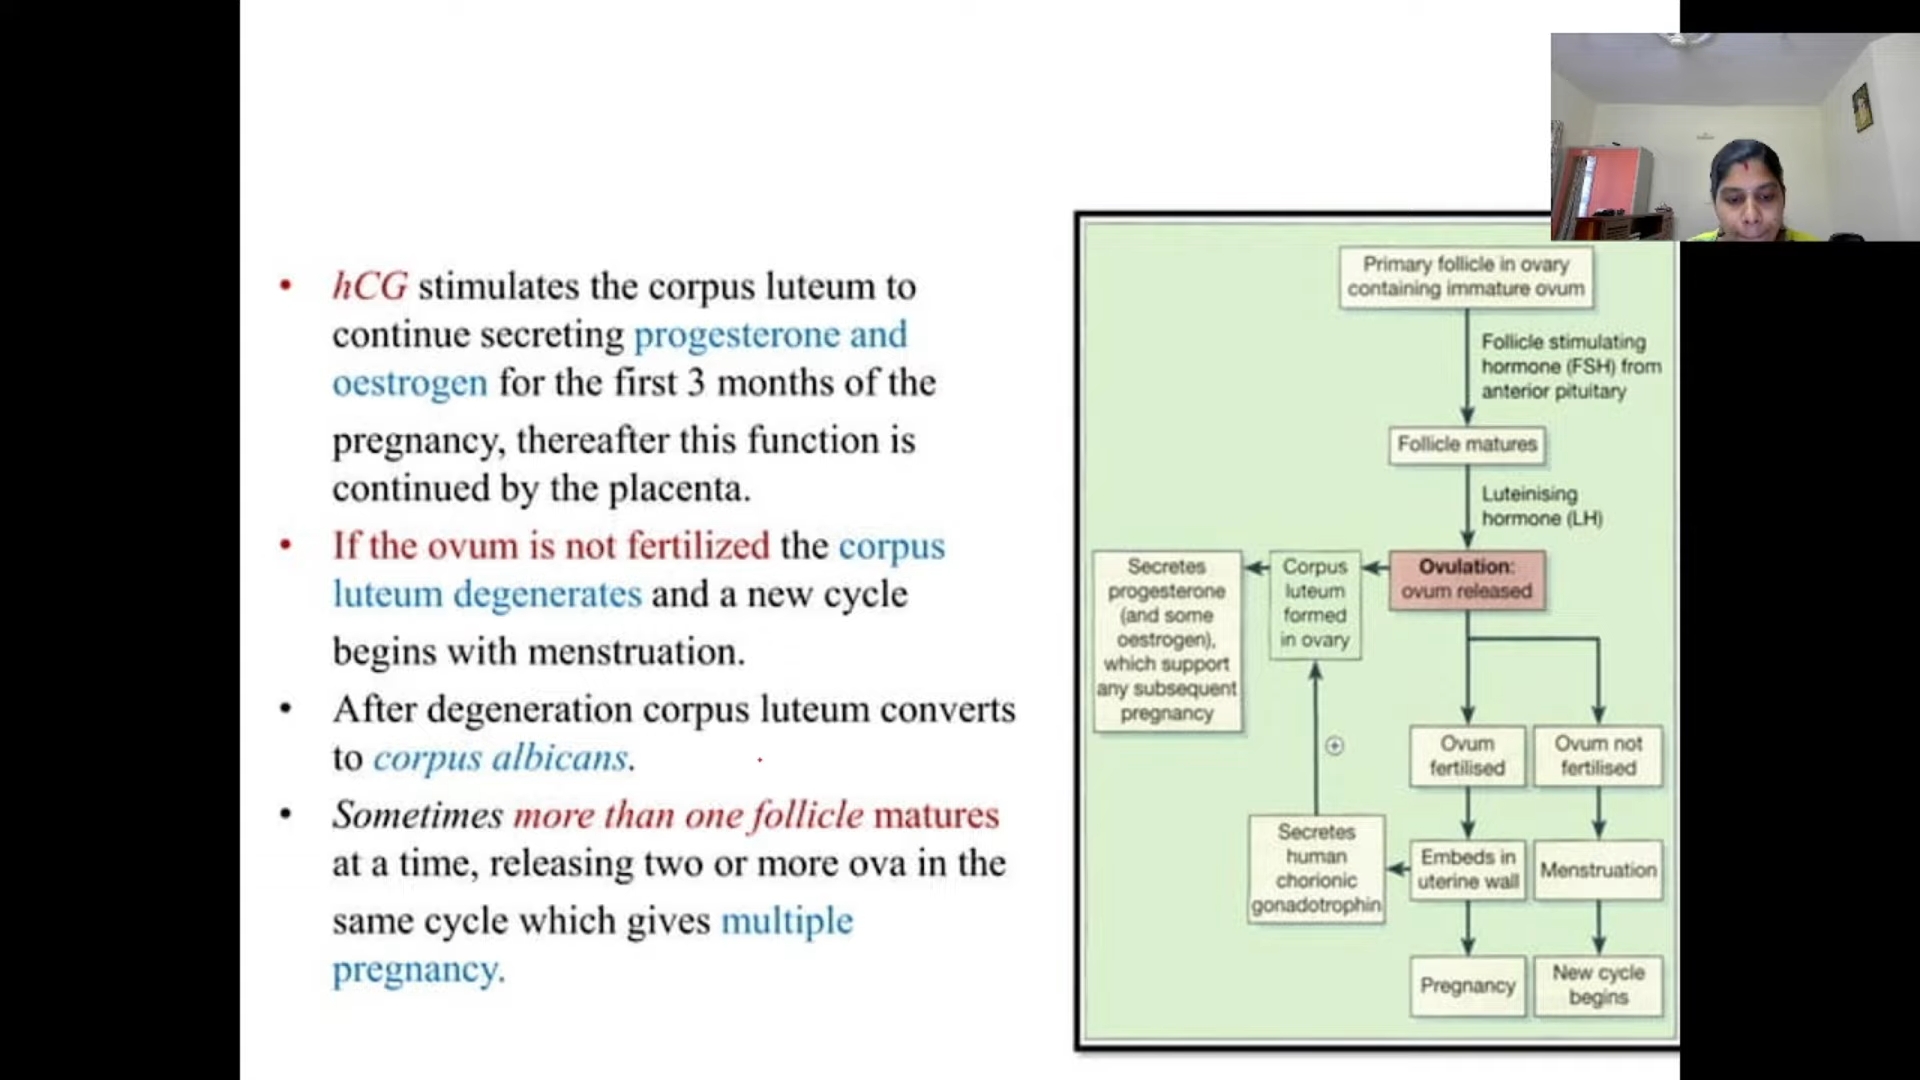 • hCG stimulates the corpus luteum to
continue secreting progesterone and
oestrogen for the first 3 months of the
pregnancy, thereafter this function is
continued by the placenta.
• If the ovum is not fertilized the corpus
luteum degenerates and a new cycle
begins with menstruation.
• After degeneration corpus luteum converts
to corpus albicans.
• Sometimes more than one follicle matures
at a time, releasing two or more ova in the
same cycle which gives multiple
pregnancy.
Primary follicle in ovary
containing immature ovum
Follicle stimulating
hormone (FSH) from
anterior pituitary
Follicle matures
Luteinising
hormone (LH)
Secretes
progesterone
(and some
oestrogen),
which support
any subsequent
pregnancy
Corpus
luteum
formed
in ovary
Ovulation:
ovum released
+
Ovum
fertilised
Ovum not
fertilised
Secretes
human
chorionic
gonadotrophin
Embeds in
uterine wall
Menstruation
Pregnancy
New cycle
begins